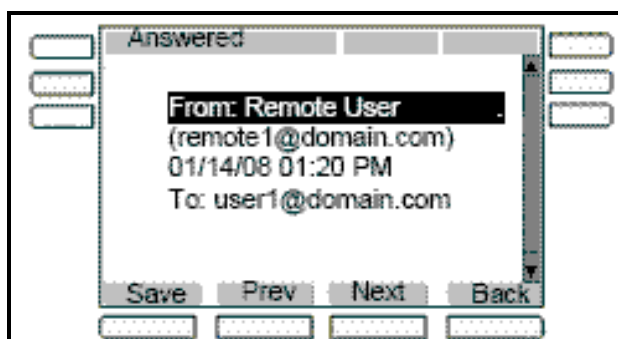 Answered
From: Remote User .
(remote1@domain.com)
01/14/08 01:20 PM
To: user1@domain.com
Save Prev Next Back